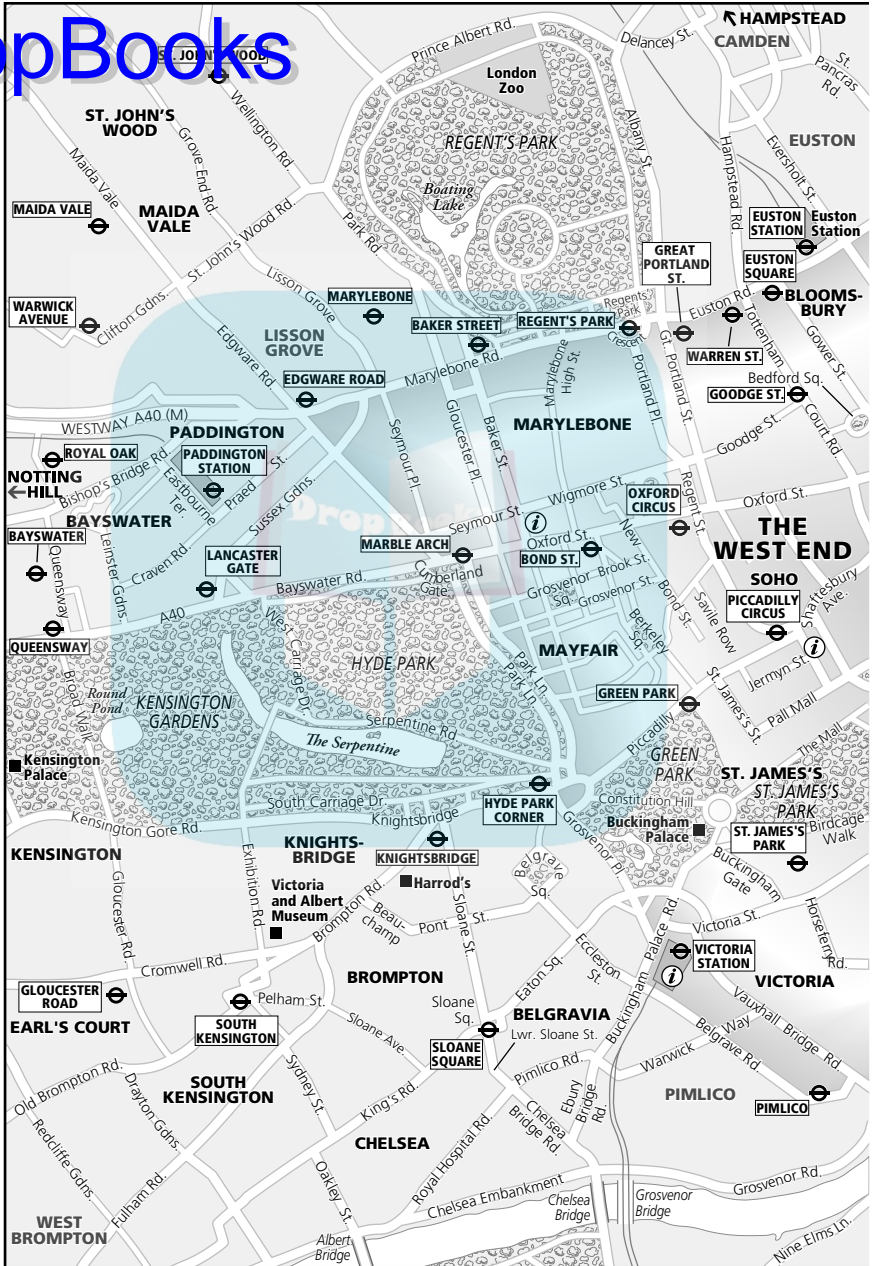 opBooks
HAMPSTEAD
CAMDEN
Delancey St.
St.
Pancras
Rd.
Prince Albert Rd.
London
Zoo
ST. JOHN'S WOOD
ST. JOHN'S
WOOD
Wellington Rd.
Grove End Rd.
Maida Vale
REGENT'S PARK
Albany St.
Hampstead Rd.
Eversholt St.
EUSTON
Boating
Lake
MAIDA VALE
MAIDA
VALE
St. John's Wood Rd.
Park Rd.
EUSTON
STATION
Euston
Station
GREAT
PORTLAND
ST.
EUSTON
SQUARE
WARWICK
AVENUE
Clifton Gdns.
Lisson Grove
MARYLEBONE
BAKER STREET
REGENT'S PARK
Regents
Park
Crescent
Euston Rd
BLOOMS-
BURY
LISSON
GROVE
Edgware Rd
EDGWARE ROAD
Marylebone Rd.
Marylebone
High St.
Portland Pl.
Gt. Portland St.
WARREN ST.
Tottenham
Court Rd
Gower St.
Bedford Sq.
GOODGE ST.
Goodge St.
WESTWAY A40 (M)
PADDINGTON
MARYLEBONE
Seymour Pl.
Gloucester Pl.
Baker St.
ROYAL OAK
PADDINGTON
STATION
NOTTING
HILL
Bishop's Bridge Rd.
Eastbourne
Ter.
Praed St.
Sussex Gdns.
Drop Books
Wigmore St.
Seymour St.
OXFORD
CIRCUS
Regent St.
Oxford St.
THE
WEST END
BAYSWATER
BAYSWATER
Queensway
Leinster Gdns.
Craven Rd.
LANCASTER
GATE
MARBLE ARCH
i
Oxford St.
BOND ST.
New
Bond St.
Bayswater Rd.
Cumberland
Gate
Brook St.
Grosvenor
Sq.
Grosvenor St.
Berkeley
Sq.
Savile Row
SOHO
PICCADILLY
CIRCUS
Shaftesbury
Ave.
i
A40
QUEENSWAY
West Carriage Dr.
HYDE PARK
MAYFAIR
Park Ln.
Park Ln.
Jermyn St.
St. James's St.
Pall Mall
Broad Walk
Round
Pond
KENSINGTON
GARDENS
GREEN PARK
Piccadilly
Serpentine Rd
The Serpentine
The Mall
Kensington
Palace
GREEN
PARK
ST. JAMES'S
ST. JAMES'S
PARK
South Carriage Dr.
HYDE PARK
CORNER
Constitution Hill
Knightsbridge
Kensington Gore Rd.
Grosvenor Pl.
Buckingham
Palace
ST. JAMES'S
PARK
Birdcage
Walk
KENSINGTON
KNIGHTS-
BRIDGE
KNIGHTSBRIDGE
Belgrave
Sq.
Buckingham
Gate
Gloucester Rd.
Exhibition Rd.
Victoria
and Albert
Museum
Harrod's
Brompton Rd.
Beau-
champ
Pont St.
Sloane St.
Victoria St.
Horseferry
Rd.
Cromwell Rd.
Eaton Sq.
Eccleston
St.
Buckingham Palace Rd.
VICTORIA
STATION
i
VICTORIA
BROMPTON
GLOUCESTER
ROAD
EARL'S COURT
SOUTH
KENSINGTON
Pelham St.
Sloane Ave.
Sloane
Sq.
SLOANE
SQUARE
BELGRAVIA
Lwr. Sloane St.
Vauxhall Bridge Rd.
Belgrave Rd.
Warwick Way
Old Brompton Rd.
SOUTH
KENSINGTON
Sydney St.
King's Rd.
Pimlico Rd.
Ebury
Bridge
Rd.
PIMLICO
PIMLICO
Drayton Gdns.
Redcliffe Gdns.
CHELSEA
Chelsea
Bridge Rd.
Royal Hospital Rd.
Oakley St.
Fulham Rd.
Chelsea Embankment
Grosvenor Rd.
WEST
BROMPTON
Albert
Bridge
Chelsea
Bridge
Grosvenor
Bridge
Nine Elms Ln.